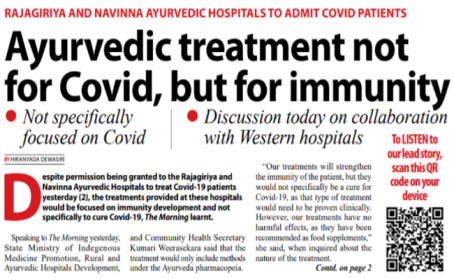 RAJAGIRIYA AND NAVINNA AYURVEDIC HOSPITALS TO ADMIT COVID PATIENTS
Ayurvedic treatment not
for Covid, but for immunity
● Not specifically
focused on Covid
● Discussion today on collaboration
with Western hospitals
BY HIRANYADA DEWASIRI
Despite permission being granted to the Rajagiriya and
Navinna Ayurvedic Hospitals to treat Covid-19 patients
yesterday (2), the treatments provided at these hospitals
would be focused on immunity development and not
specifically to cure Covid-19, The Morning learnt.
Speaking to The Morning yesterday,
State Ministry of Indegenous
Medicine Promotion, Rural and
Ayurvedic Hospitals Development,
and Community Health Secretary
Kumari Weerasekara said that the
treatment would only include methods
under the Ayurveda pharmacopeia.
"Our treatments will strengthen
the immunity of the patient, but they
would not specifically be a cure for
Covid-19, as that type of treatment
would need to be proven clinically.
However, our treatments have no
harmful effects, as they have been
recommended as food supplements,"
she said, when inquired about the
nature of the treatment.
Contd. on page 2
To LISTEN to
our lead story,
scan this QR
code on your
device